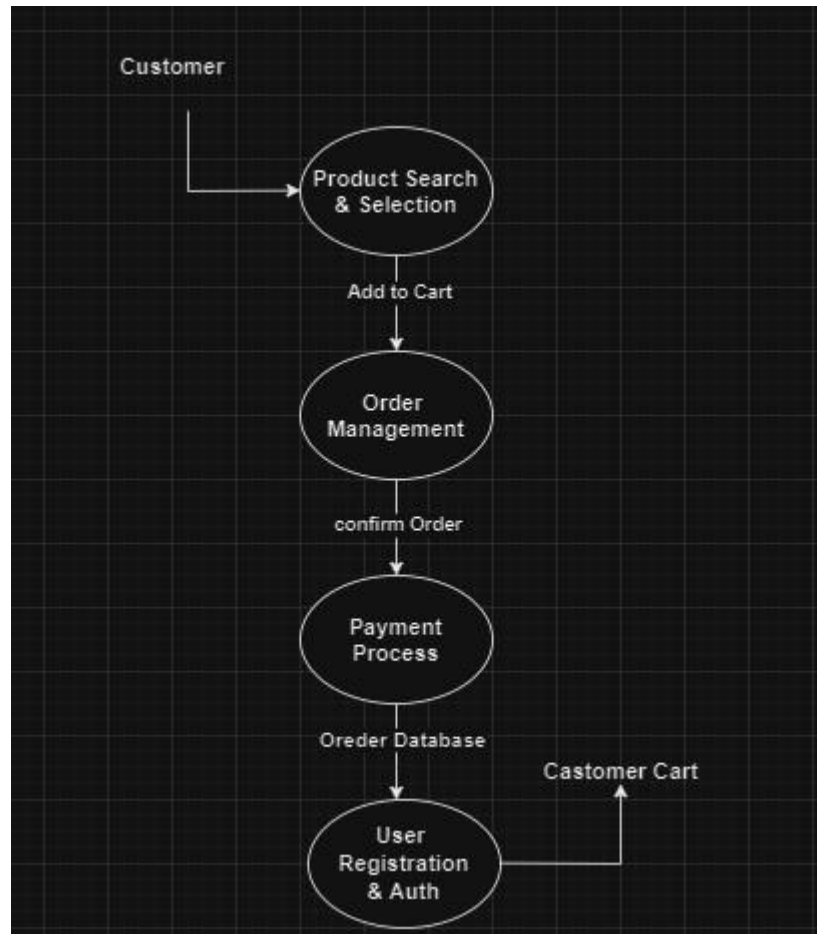 Customer
Product Search
& Selection
Add to Cart
Order
Management
confirm Order
Payment
Process
Oreder Database
Castomer Cart
User
Registration
& Auth